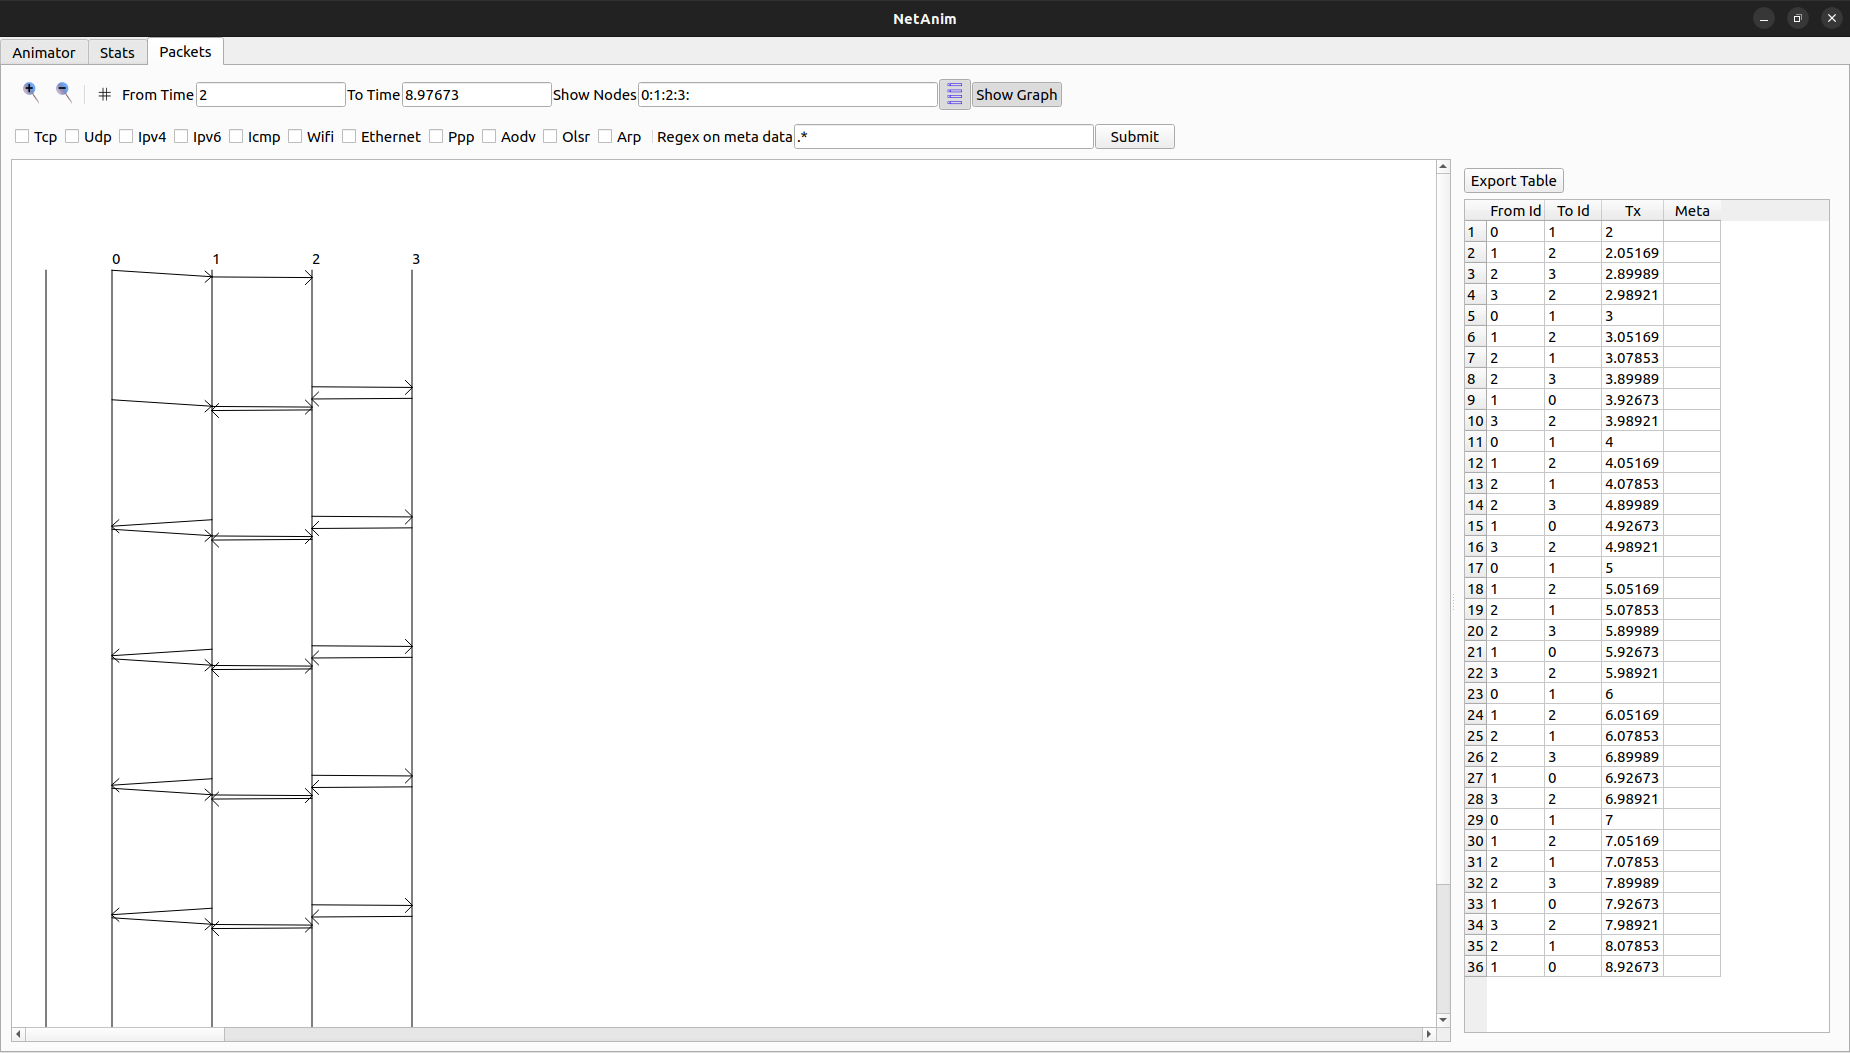 NetAnim
Animator Stats Packets
From Time 2 To Time 8.97673 Show Nodes 0:1:2:3: Show Graph
Tcp Udp Ipv4 Ipv6 Icmp Wifi Ethernet Ppp Aodv Olsr Arp Regex on meta data .* Submit
0 1 2 3
Export Table
From Id To Id Tx Meta
1 0 1 2
2 1 2 2.05169
3 2 3 2.89989
4 3 2 2.98921
5 0 1 3
6 1 2 3.05169
7 2 1 3.07853
8 2 3 3.89989
9 1 0 3.92673
10 3 2 3.98921
11 0 1 4
12 1 2 4.05169
13 2 1 4.07853
14 2 3 4.89989
15 1 0 4.92673
16 3 2 4.98921
17 0 1 5
18 1 2 5.05169
19 2 1 5.07853
20 2 3 5.89989
21 1 0 5.92673
22 3 2 5.98921
23 0 1 6
24 1 2 6.05169
25 2 1 6.07853
26 2 3 6.89989
27 1 0 6.92673
28 3 2 6.98921
29 0 1 7
30 1 2 7.05169
31 2 1 7.07853
32 2 3 7.89989
33 1 0 7.92673
34 3 2 7.98921
35 2 1 8.07853
36 1 0 8.92673